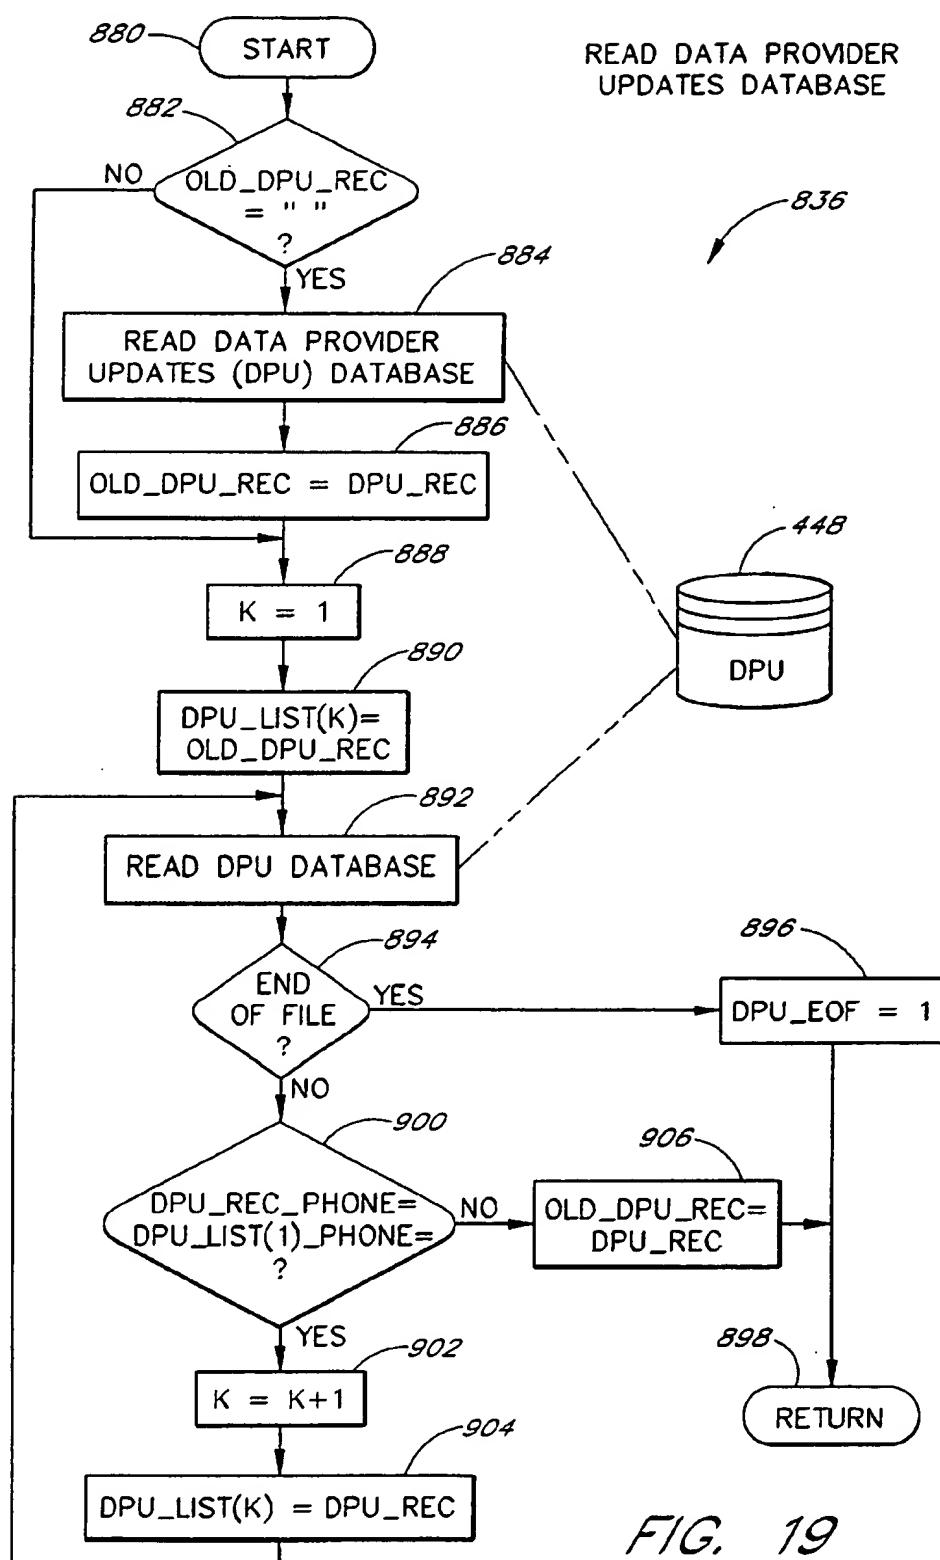 880
START
READ DATA PROVIDER
UPDATES DATABASE
882
NO
OLD_DPU_REC
= " "
?
836
YES
884
READ DATA PROVIDER
UPDATES (DPU) DATABASE
886
OLD_DPU_REC = DPU_REC
888
K = 1
448
DPU
890
DPU_LIST(K)=
OLD_DPU_REC
892
READ DPU DATABASE
894
END
OF FILE
?
YES
896
DPU_EOF = 1
NO
900
DPU_REC_PHONE=
DPU_LIST(1)_PHONE=
?
NO
906
OLD_DPU_REC=
DPU_REC
YES
902
K = K+1
898
RETURN
904
DPU_LIST(K) = DPU_REC
FIG. 19